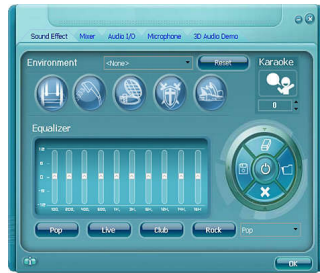 Sound Effect Mixer Audio I/O Microphone 3D Audio Demo
Environment <None> Reset Karaoke
0
Equalizer
Pop Live Club Rock Pop
OK